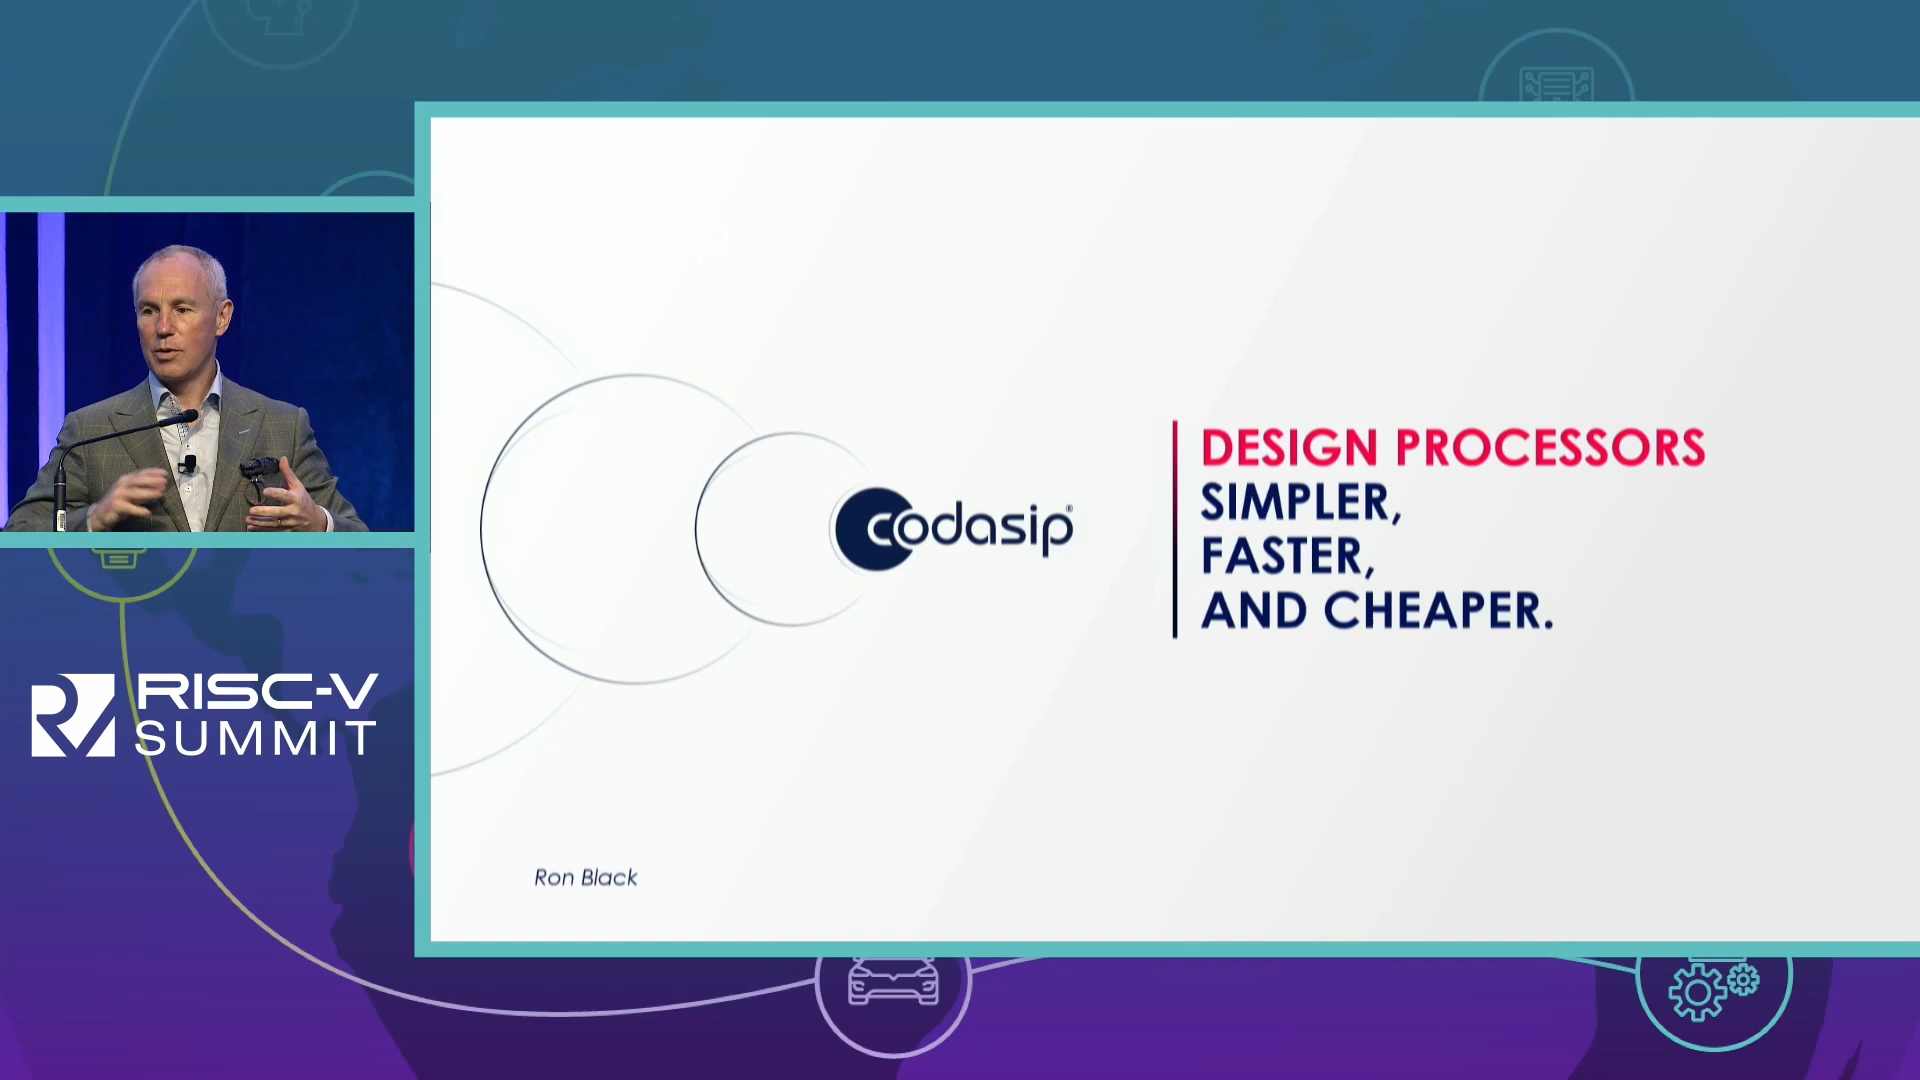 codasip®
DESIGN PROCESSORS
SIMPLER,
FASTER,
AND CHEAPER.
RISC-V
SUMMIT
Ron Black